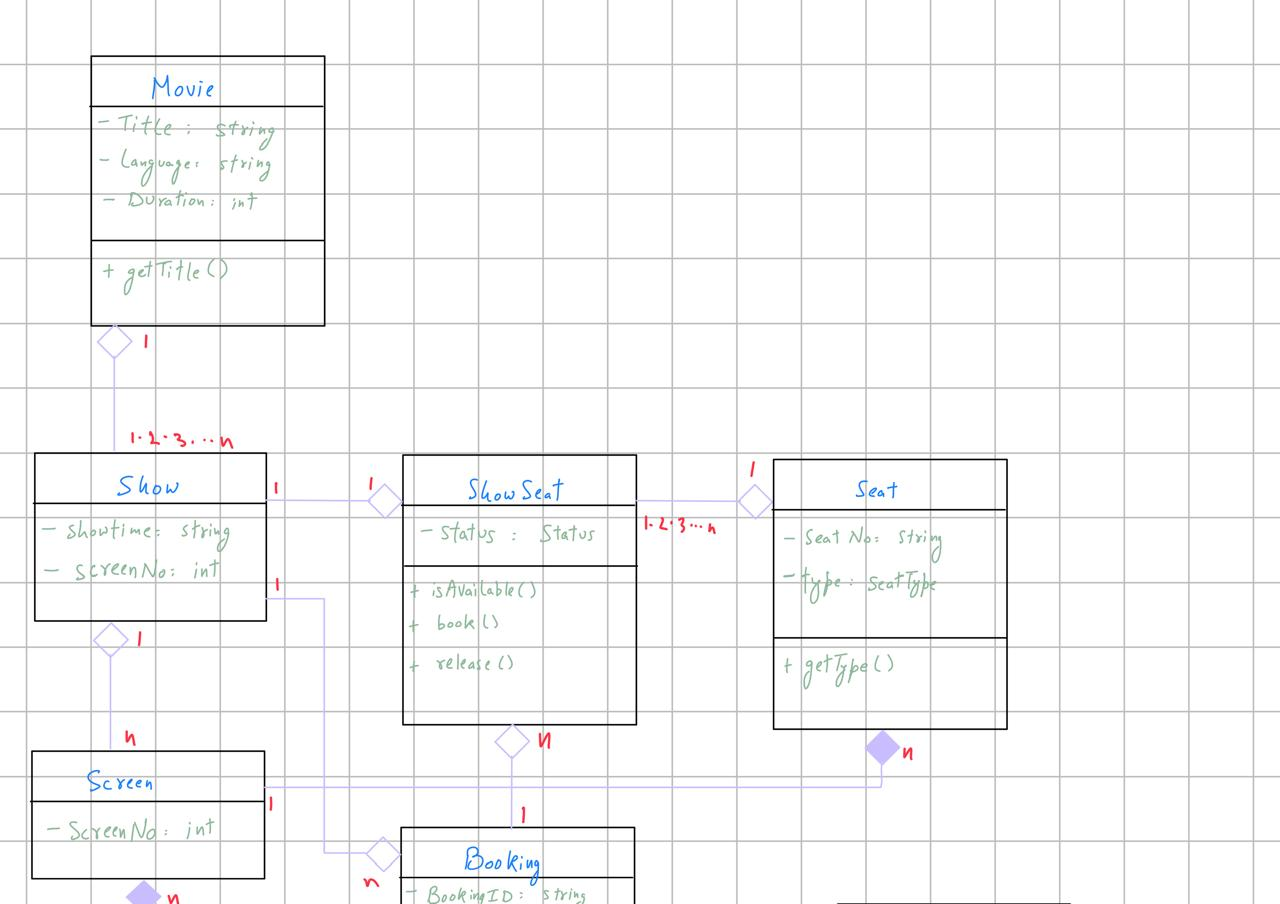 Movie
- Title : string
- Language: string
- Duration: int
+ getTitle()
1
1.2.3....n
Show
- Showtime: string
- ScreenNo: int
1
1
1
ShowSeat
- Status : Status
+ isAvailable()
+ book()
+ release()
1.2.3...n
1
Seat
- Seat No: String
- type: SeatType
+ getType()
1
n
N
n
Screen
- ScreenNo: int
1
1
n
n
Booking
- BookingID: string